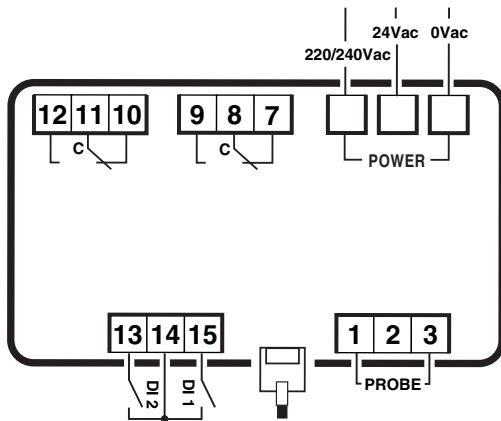 24Vac 0Vac
220/240Vac
12 11 10
9 8 7
C
C
POWER
13 14 15
1 2 3
DI 2
DI 1
PROBE